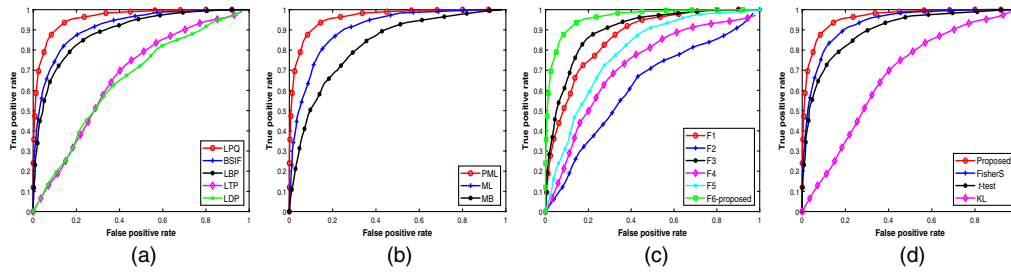 1
0.9
0.8
0.7
0.6
0.5
0.4
0.3
0.2
0.1
0
0 0.2 0.4 0.6 0.8 1
True positive rate
False positive rate
LPQ
BSIF
LBP
LTP
LDP
(a)
1
0.9
0.8
0.7
0.6
0.5
0.4
0.3
0.2
0.1
0
0 0.2 0.4 0.6 0.8 1
True positive rate
False positive rate
PML
ML
MB
(b)
1
0.9
0.8
0.7
0.6
0.5
0.4
0.3
0.2
0.1
0
0 0.2 0.4 0.6 0.8 1
True positive rate
False positive rate
F1
F2
F3
F4
F5
F6-proposed
(c)
1
0.9
0.8
0.7
0.6
0.5
0.4
0.3
0.2
0.1
0
0 0.2 0.4 0.6 0.8 1
True positive rate
False positive rate
Proposed
FisherS
t-test
KL
(d)